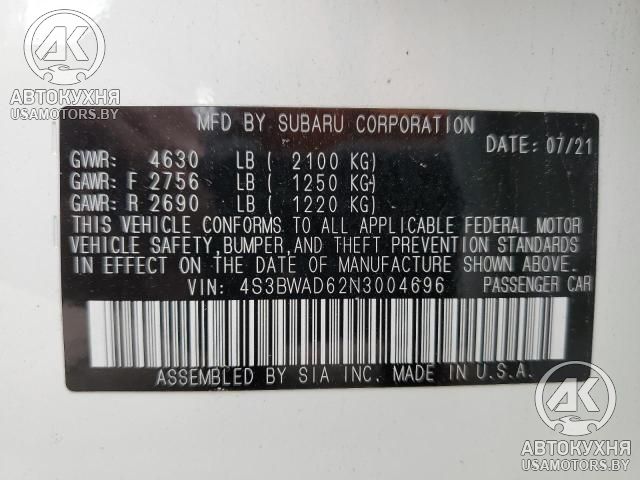 АК
АВТОКУХНЯ
USAMOTORS.BY
MFD BY SUBARU CORPORATION
DATE: 07/21
GVWR: 4630 LB ( 2100 KG)
GAWR: F 2756 LB ( 1250 KG)
GAWR: R 2690 LB ( 1220 KG)
THIS VEHICLE CONFORMS TO ALL APPLICABLE FEDERAL MOTOR
VEHICLE SAFETY, BUMPER, AND THEFT PREVENTION STANDARDS
IN EFFECT ON THE DATE OF MANUFACTURE SHOWN ABOVE.
VIN: 4S3BWAD62N3004696 PASSENGER CAR
ASSEMBLED BY SIA INC. MADE IN U.S.A.
АК
АВТОКУХНЯ
USAMOTORS.BY